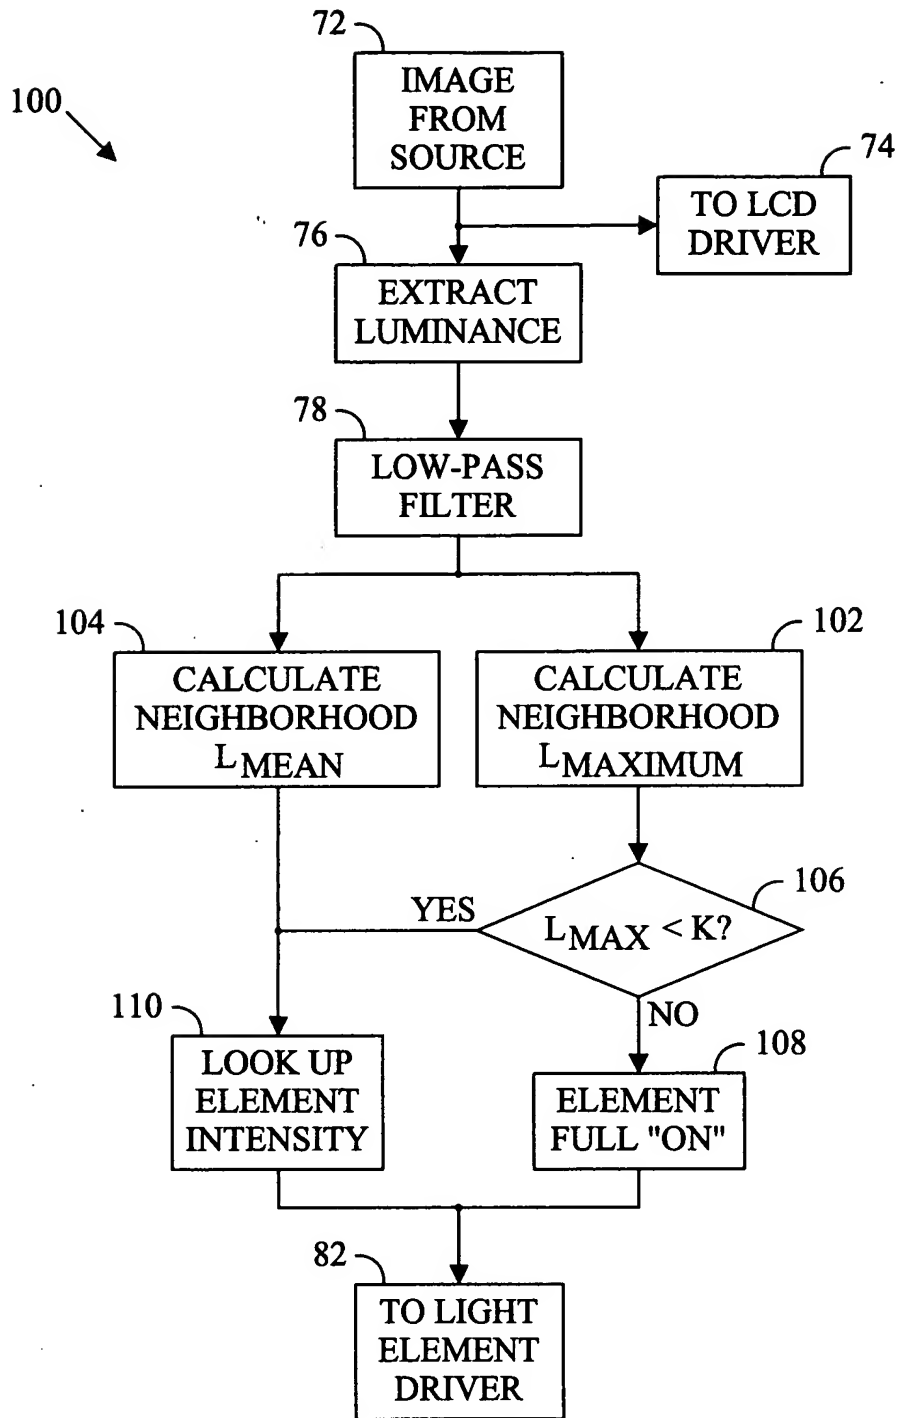 72
IMAGE
FROM
SOURCE
100
74
TO LCD
DRIVER
76
EXTRACT
LUMINANCE
78
LOW-PASS
FILTER
104
CALCULATE
NEIGHBORHOOD
LMEAN
102
CALCULATE
NEIGHBORHOOD
LMAXIMUM
106
YES
LMAX < K?
NO
110
LOOK UP
ELEMENT
INTENSITY
108
ELEMENT
FULL "ON"
82
TO LIGHT
ELEMENT
DRIVER